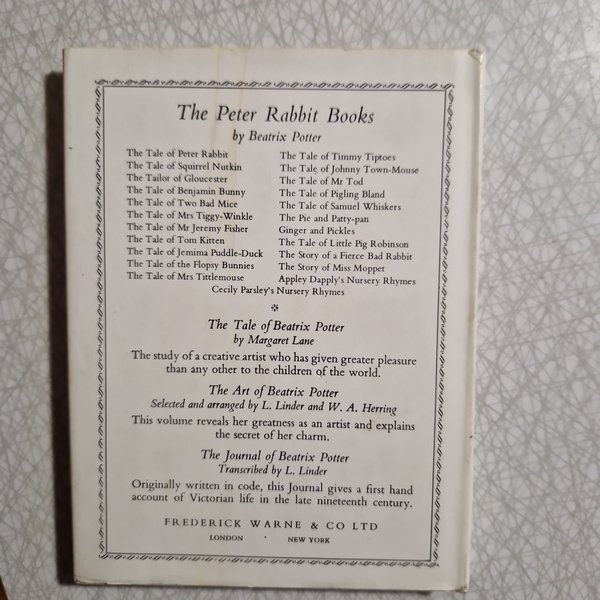 The Peter Rabbit Books
by Beatrix Potter
The Tale of Peter Rabbit
The Tale of Squirrel Nutkin
The Tailor of Gloucester
The Tale of Benjamin Bunny
The Tale of Two Bad Mice
The Tale of Mrs Tiggy-Winkle
The Tale of Mr Jeremy Fisher
The Tale of Tom Kitten
The Tale of Jemima Puddle-Duck
The Tale of the Flopsy Bunnies
The Tale of Mrs Tittlemouse
The Tale of Timmy Tiptoes
The Tale of Johnny Town-Mouse
The Tale of Mr Tod
The Tale of Pigling Bland
The Tale of Samuel Whiskers
The Pie and Patty-pan
Ginger and Pickles
The Tale of Little Pig Robinson
The Story of a Fierce Bad Rabbit
The Story of Miss Moppet
Appley Dapply's Nursery Rhymes
Cecily Parsley's Nursery Rhymes
The Tale of Beatrix Potter
by Margaret Lane
The study of a creative artist who has given greater pleasure
than any other to the children of the world.
The Art of Beatrix Potter
Selected and arranged by L. Linder and W. A. Herring
This volume reveals her greatness as an artist and explains
the secret of her charm.
The Journal of Beatrix Potter
Transcribed by L. Linder
Originally written in code, this Journal gives a first hand
account of Victorian life in the late nineteenth century.
FREDERICK WARNE & CO LTD
LONDON · NEW YORK